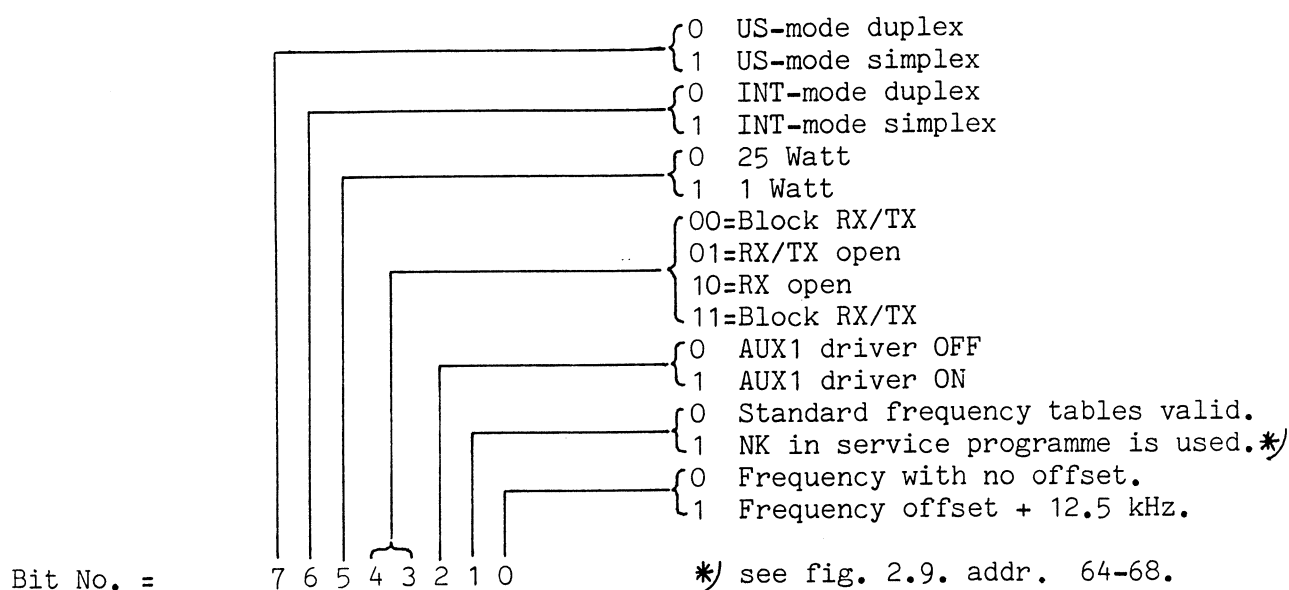 0 US-mode duplex
1 US-mode simplex
0 INT-mode duplex
1 INT-mode simplex
0 25 Watt
1 1 Watt
00=Block RX/TX
01=RX/TX open
10=RX open
11=Block RX/TX
0 AUX1 driver OFF
1 AUX1 driver ON
0 Standard frequency tables valid.
1 NK in service programme is used.*)
0 Frequency with no offset.
1 Frequency offset + 12.5 kHz.
Bit No. = 7 6 5 4 3 2 1 0 *) see fig. 2.9. addr. 64-68.